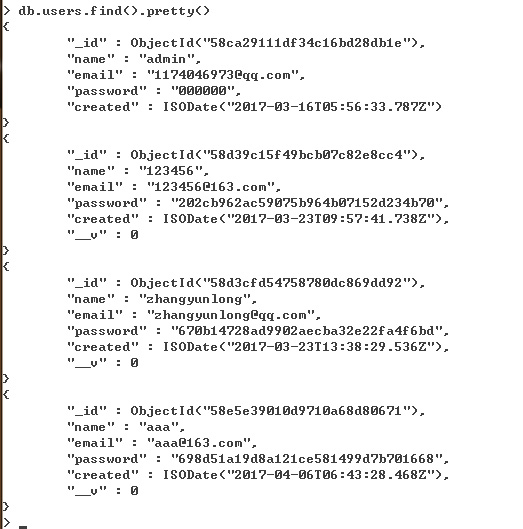 > db.users.find().pretty()
{
"_id" : ObjectId("58ca29111df34c16bd28db1e"),
"name" : "admin",
"email" : "1174046973@qq.com",
"password" : "000000",
"created" : ISODate("2017-03-16T05:56:33.787Z")
}
{
"_id" : ObjectId("58d39c15f49bcb07c82e8cc4"),
"name" : "123456",
"email" : "123456@163.com",
"password" : "202cb962ac59075b964b07152d234b70",
"created" : ISODate("2017-03-23T09:57:41.738Z"),
"__v" : 0
}
{
"_id" : ObjectId("58d3cfd54758780dc869dd92"),
"name" : "zhangyunlong",
"email" : "zhangyunlong@qq.com",
"password" : "670b14728ad9902aecba32e22fa4f6bd",
"created" : ISODate("2017-03-23T13:38:29.536Z"),
"__v" : 0
}
{
"_id" : ObjectId("58e5e39010d9710a68d80671"),
"name" : "aaa",
"email" : "aaa@163.com",
"password" : "698d51a19d8a121ce581499d7b701668",
"created" : ISODate("2017-04-06T06:43:28.468Z"),
"__v" : 0
}
>